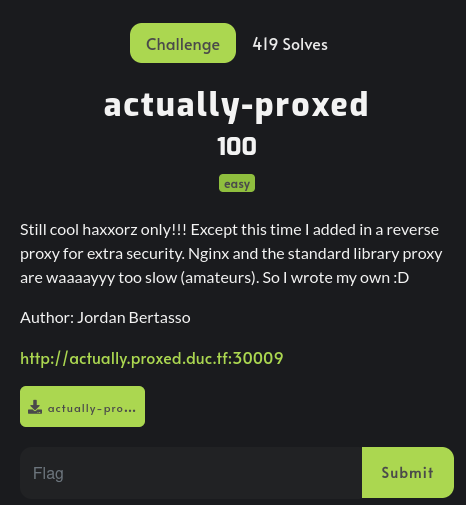 Challenge 419 Solves
actually-proxed
100
easy
Still cool haxxorz only!!! Except this time I added in a reverse
proxy for extra security. Nginx and the standard library proxy
are waaaayyy too slow (amateurs). So I wrote my own :D
Author: Jordan Bertasso
http://actually.proxed.duc.tf:30009
actually-pro...
Flag Submit